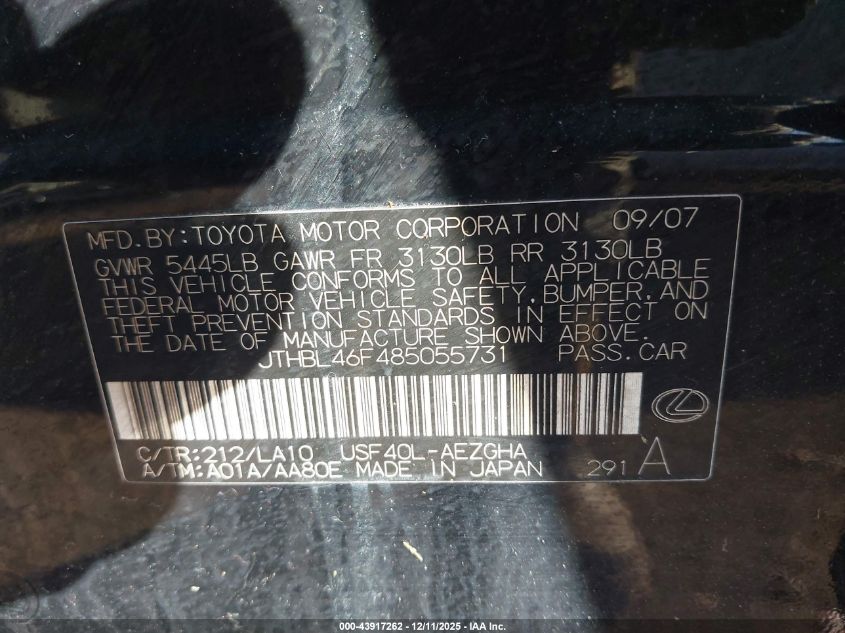 MFD.BY:TOYOTA MOTOR CORPORATION 09/07
GVWR 5445LB GAWR FR 3130LB RR 3130LB
THIS VEHICLE CONFORMS TO ALL APPLICABLE
FEDERAL MOTOR VEHICLE SAFETY,BUMPER,AND
THEFT PREVENTION STANDARDS IN EFFECT ON
THE DATE OF MANUFACTURE SHOWN ABOVE.
JTHBL46F485055731 PASS.CAR
C/TR:212/LA10 USF40L-AEZGHA
A/TM:A01A/AA80E MADE IN JAPAN 291 A
000-43917262 - 12/11/2025 - IAA Inc.